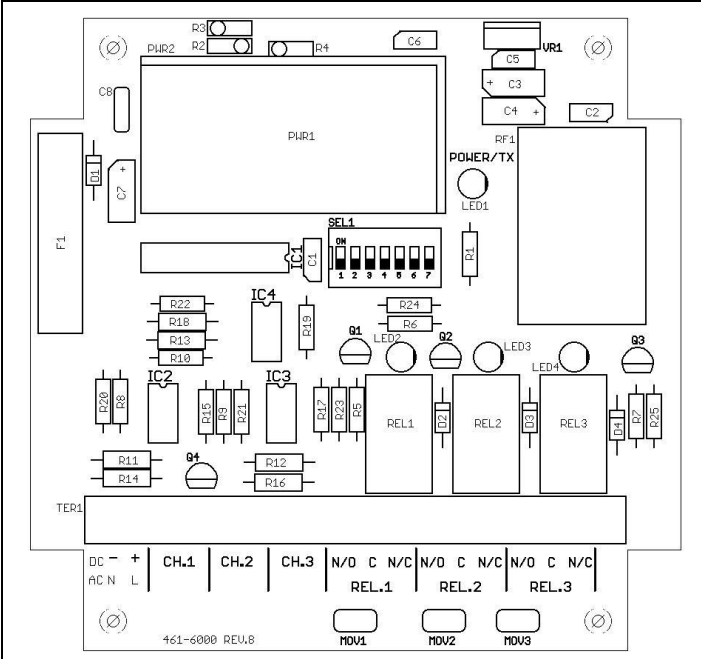 R3
PWR2 R2 R4 C6
VR1
C5
+ C3
C4 +
C8
C2
PWR1
RF1
POWER/TX
LED1
D1
+
C7
F1
SEL1
ON
1 2 3 4 5 6 7
IC1
C1
R1
IC4
R22
R18
R13
R10
R19
R24
R6
Q1 LED2 Q2 LED3 LED4 Q3
IC2 IC3
R20 R8 R15 R9 R21 R17 R23 R5
REL1 D2 REL2 D3 REL3 D4 R7 R25
R11
R14
Q4
R12
R16
TER1
DC - + CH.1 CH.2 CH.3 N/O C N/C N/O C N/C N/O C N/C
AC N L REL.1 REL.2 REL.3
461-6000 REV.8
MOV1 MOV2 MOV3